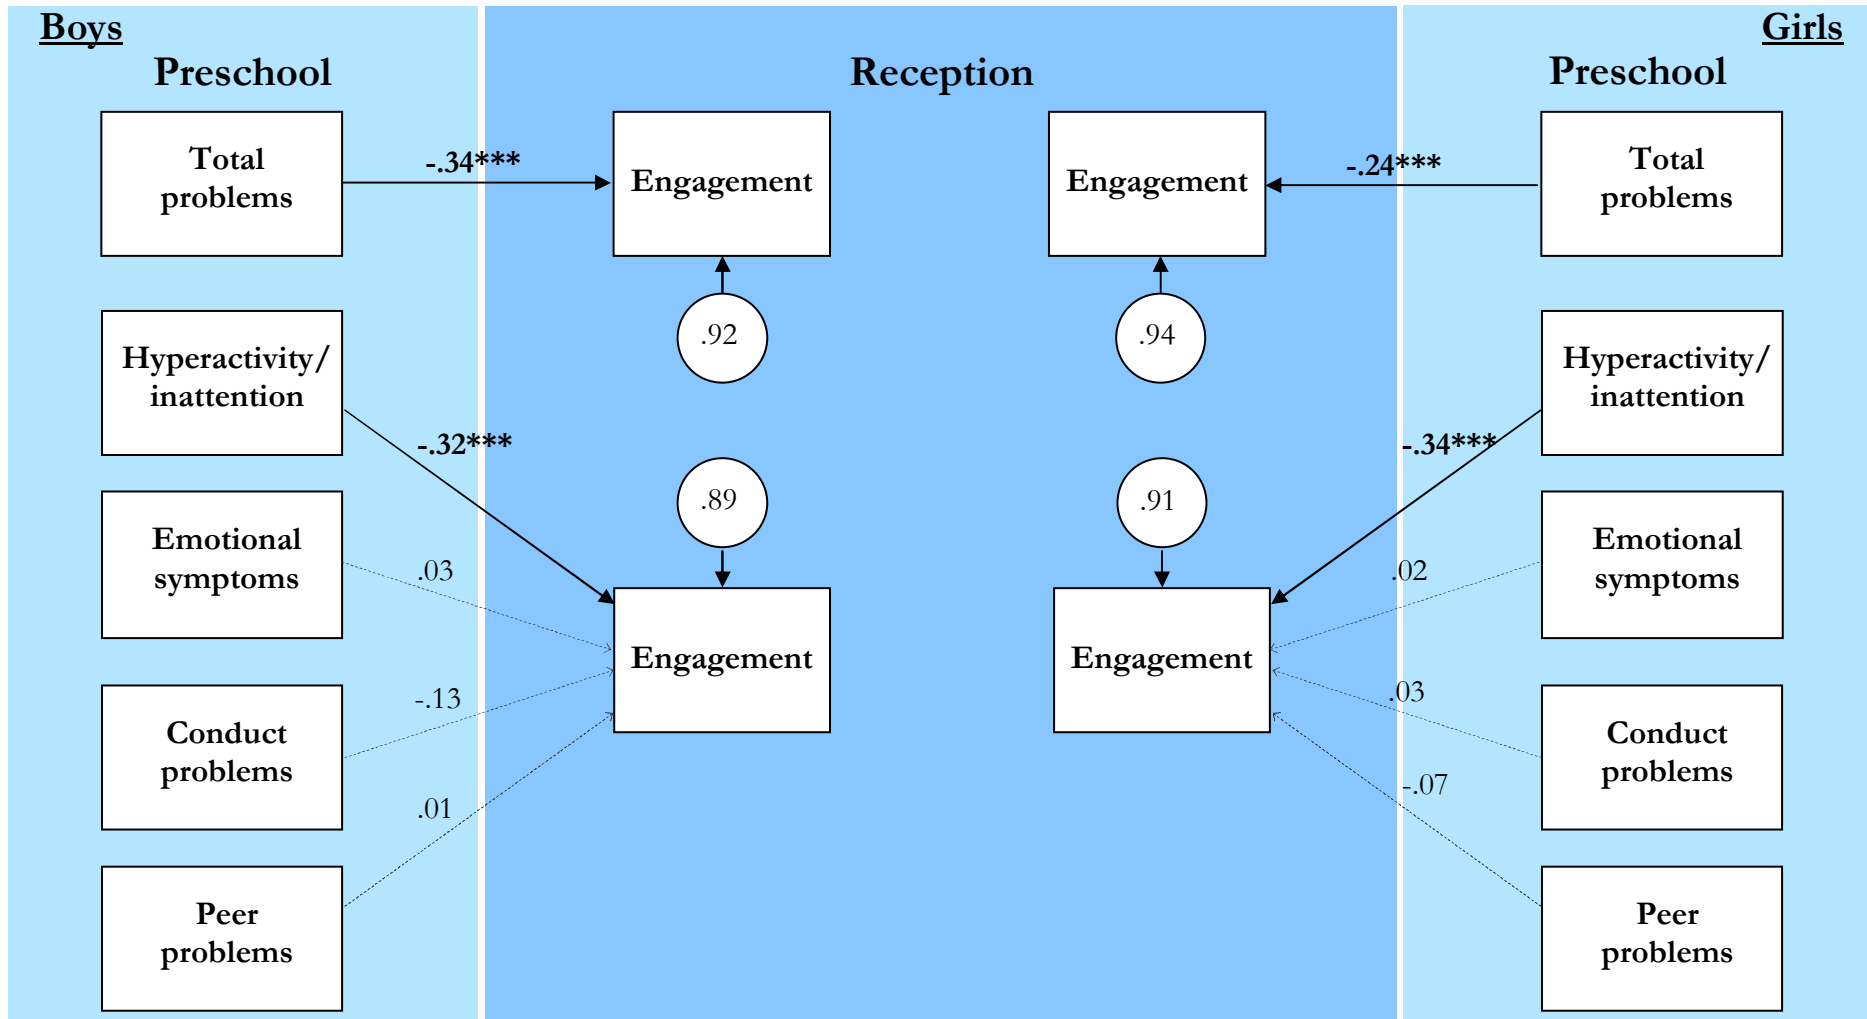 Boys
Girls
Preschool
Reception
Preschool
Total
problems
-.34***
Engagement
Engagement
-.24***
Total
problems
.92
.94
Hyperactivity/
inattention
-.32***
Hyperactivity/
inattention
-.34***
.89
.91
Emotional
symptoms
.03
Emotional
symptoms
.02
Engagement
Engagement
Conduct
problems
-.13
Conduct
problems
.03
Peer
problems
.01
Peer
problems
-.07